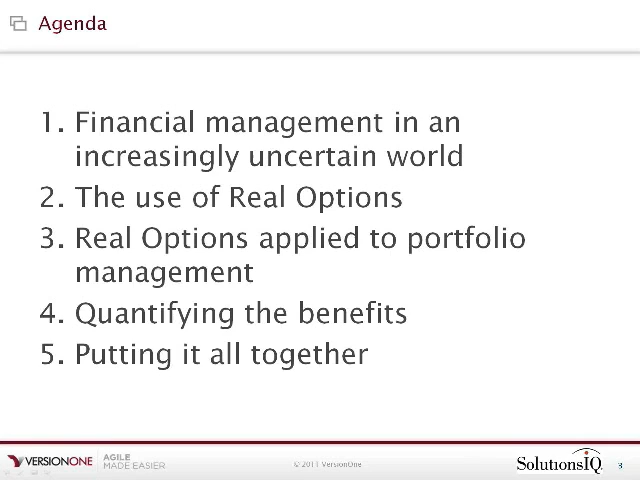 Agenda
1. Financial management in an
increasingly uncertain world
2. The use of Real Options
3. Real Options applied to portfolio
management
4. Quantifying the benefits
5. Putting it all together
VERSIONONE
AGILE
MADE EASIER
© 2011 VersionOne
SolutionsIQ
3